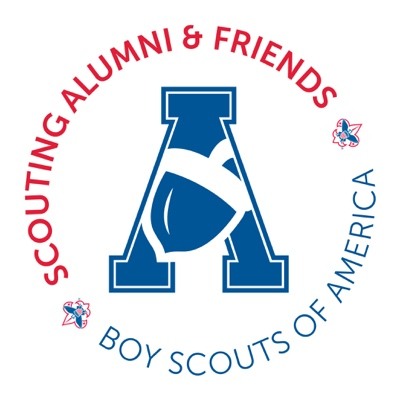 SCOUTING ALUMNI & FRIENDS
A
BOY SCOUTS OF AMERICA